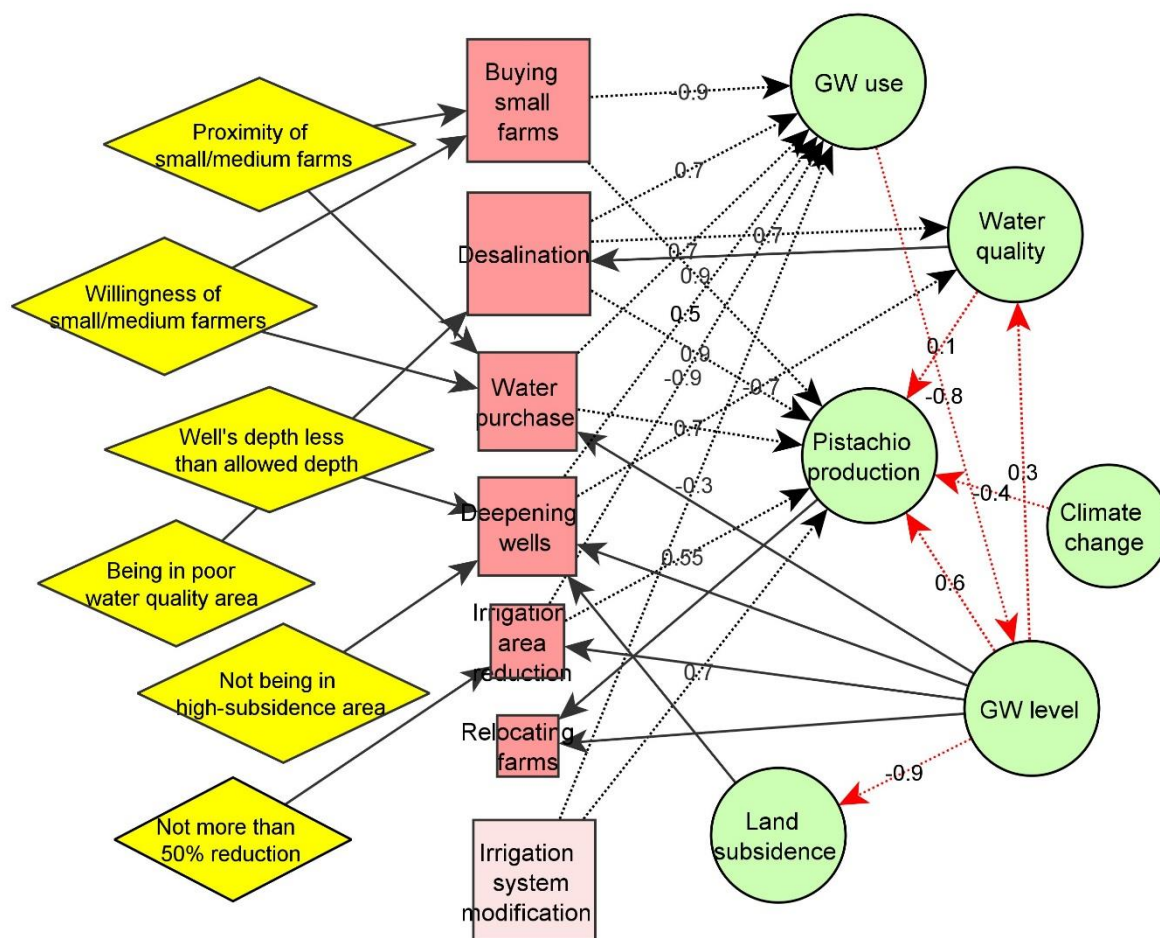 Proximity of
small/medium farms
Willingness of
small/medium farmers
Well's depth less
than allowed depth
Being in poor
water quality area
Not being in
high-subsidence area
Not more than
50% reduction
Buying
small
farms
Desalination
Water
purchase
Deepening
wells
Irrigation
area
reduction
Relocating
farms
Irrigation
system
modification
-0.9
0.7
0.7
0.7
0.9
0.5
0.9
-0.9
-0.7
0.7
-0.3
0.55
0.7
0.1
-0.8
-0.4
0.3
0.6
-0.9
GW use
Water
quality
Pistachio
production
Climate
change
GW level
Land
subsidence